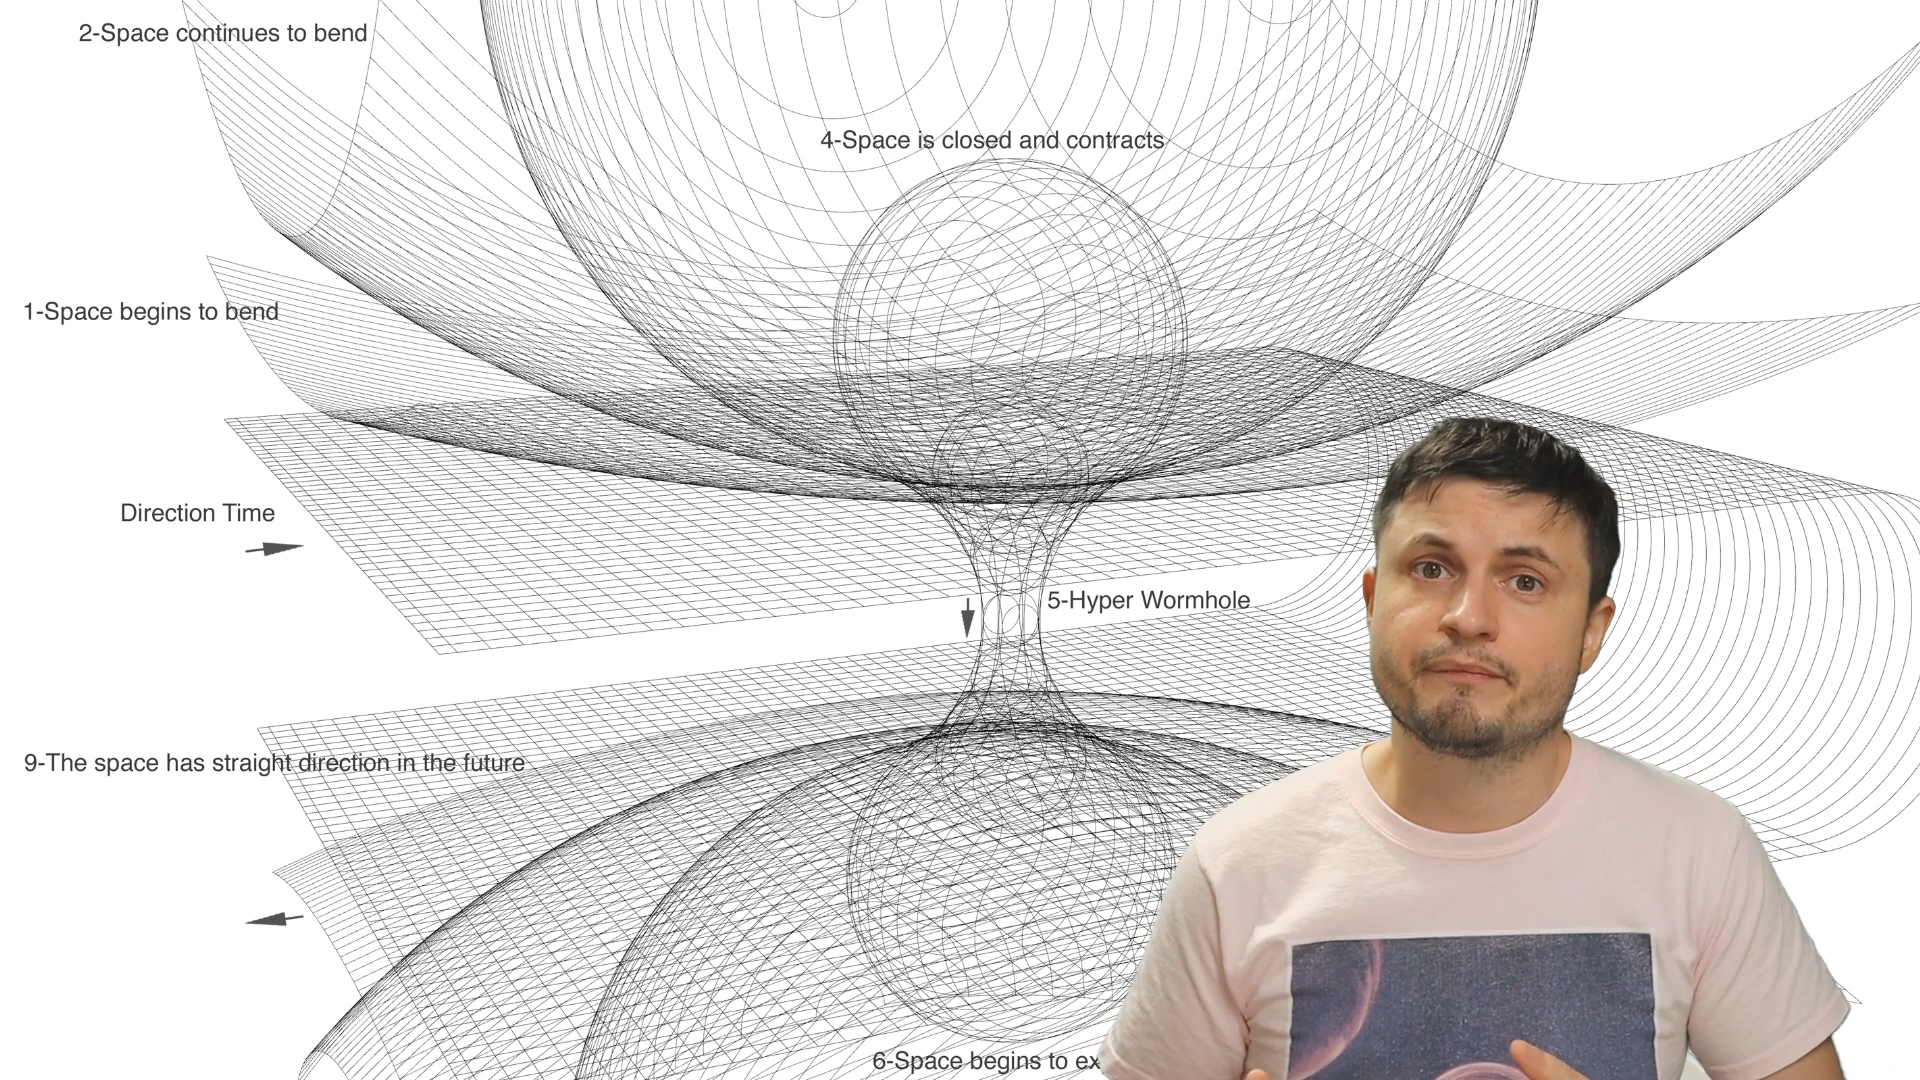 2-Space continues to bend
4-Space is closed and contracts
1-Space begins to bend
Direction Time
5-Hyper Wormhole
9-The space has straight direction in the future
6-Space begins to ex